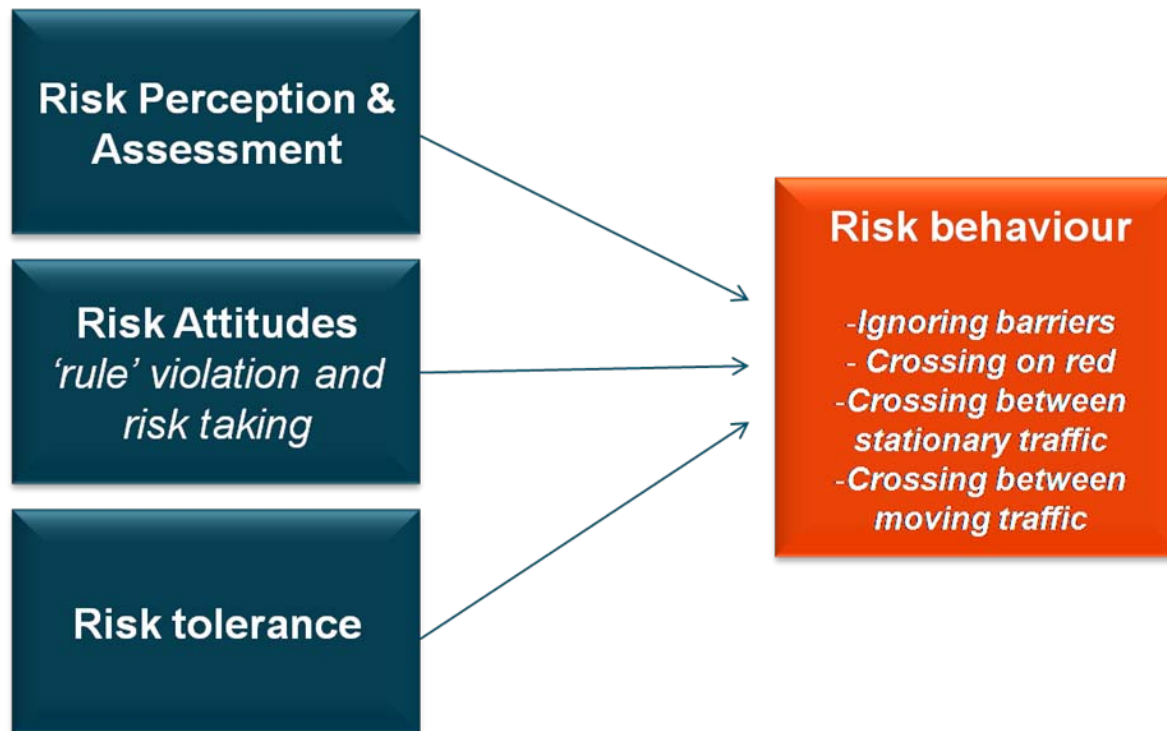 Risk Perception &
Assessment
Risk Attitudes
‘rule’ violation and
risk taking
Risk tolerance
Risk behaviour
-Ignoring barriers
- Crossing on red
-Crossing between
stationary traffic
-Crossing between
moving traffic